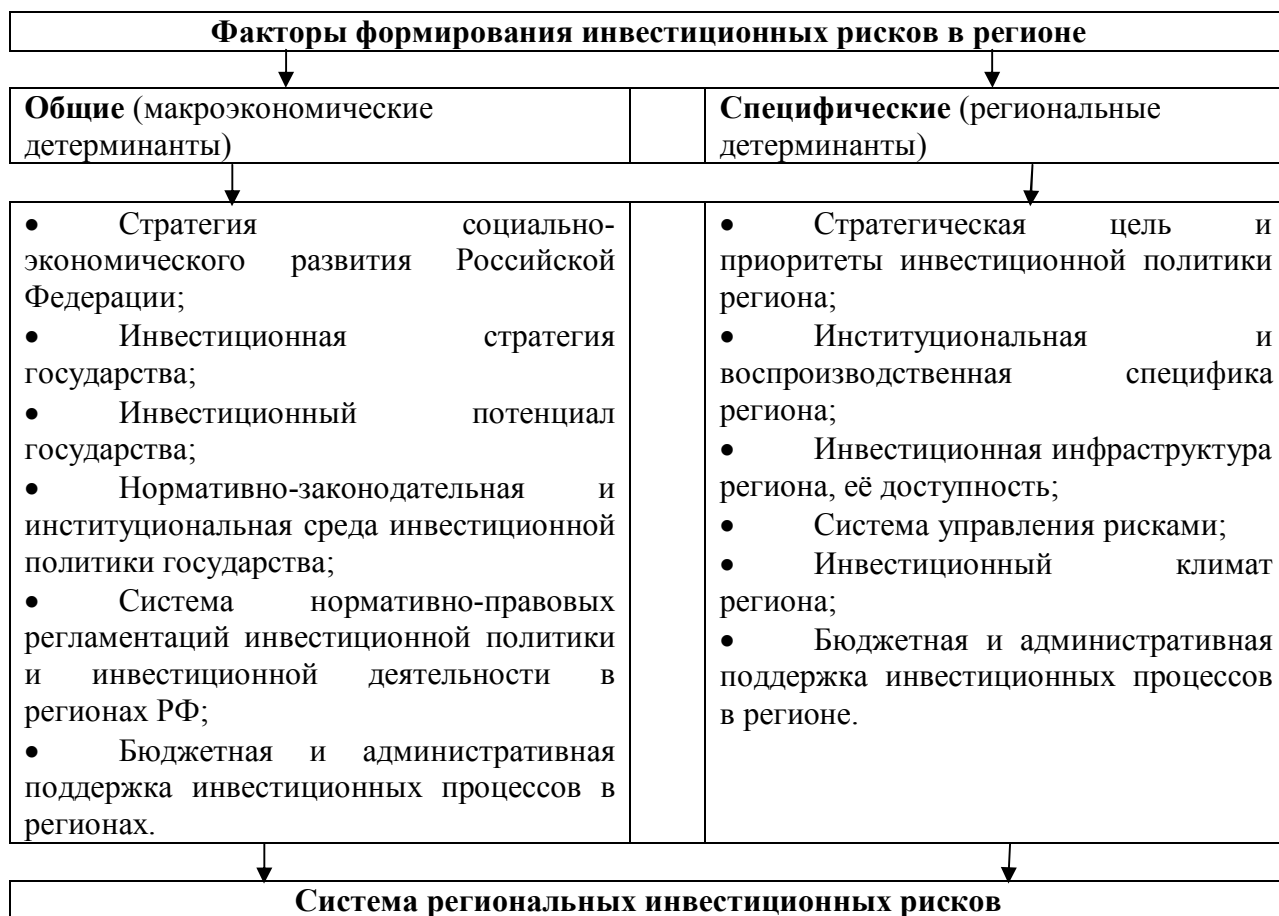 Факторы формирования инвестиционных рисков в регионе
Общие (макроэкономические
детерминанты)
Специфические (региональные
детерминанты)
• Стратегия социально-
экономического развития Российской
Федерации;
• Инвестиционная стратегия
государства;
• Инвестиционный потенциал
государства;
• Нормативно-законодательная и
институциональная среда инвестиционной
политики государства;
• Система нормативно-правовых
регламентаций инвестиционной политики
и инвестиционной деятельности в
регионах РФ;
• Бюджетная и административная
поддержка инвестиционных процессов в
регионах.
• Стратегическая цель и
приоритеты инвестиционной политики
региона;
• Институциональная и
воспроизводственная специфика
региона;
• Инвестиционная инфраструктура
региона, её доступность;
• Система управления рисками;
• Инвестиционный климат
региона;
• Бюджетная и административная
поддержка инвестиционных процессов
в регионе.
Система региональных инвестиционных рисков